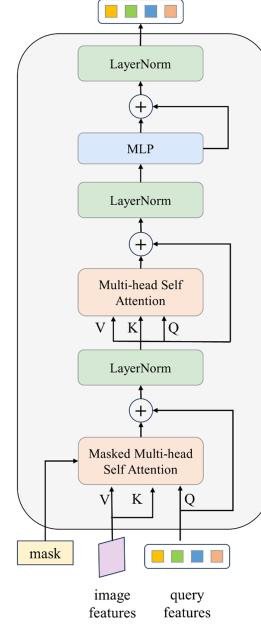 LayerNorm
+
MLP
LayerNorm
+
Multi-head Self
Attention
V K Q
LayerNorm
+
Masked Multi-head
Self Attention
V K Q
mask
image
features
query
features